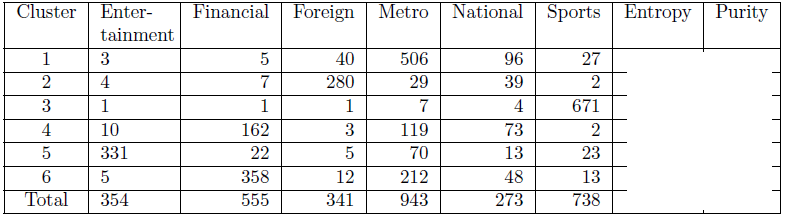 Cluster Enter- Financial Foreign Metro National Sports Entropy Purity
tainment
1 3 5 40 506 96 27
2 4 7 280 29 39 2
3 1 1 1 7 4 671
4 10 162 3 119 73 2
5 331 22 5 70 13 23
6 5 358 12 212 48 13
Total 354 555 341 943 273 738